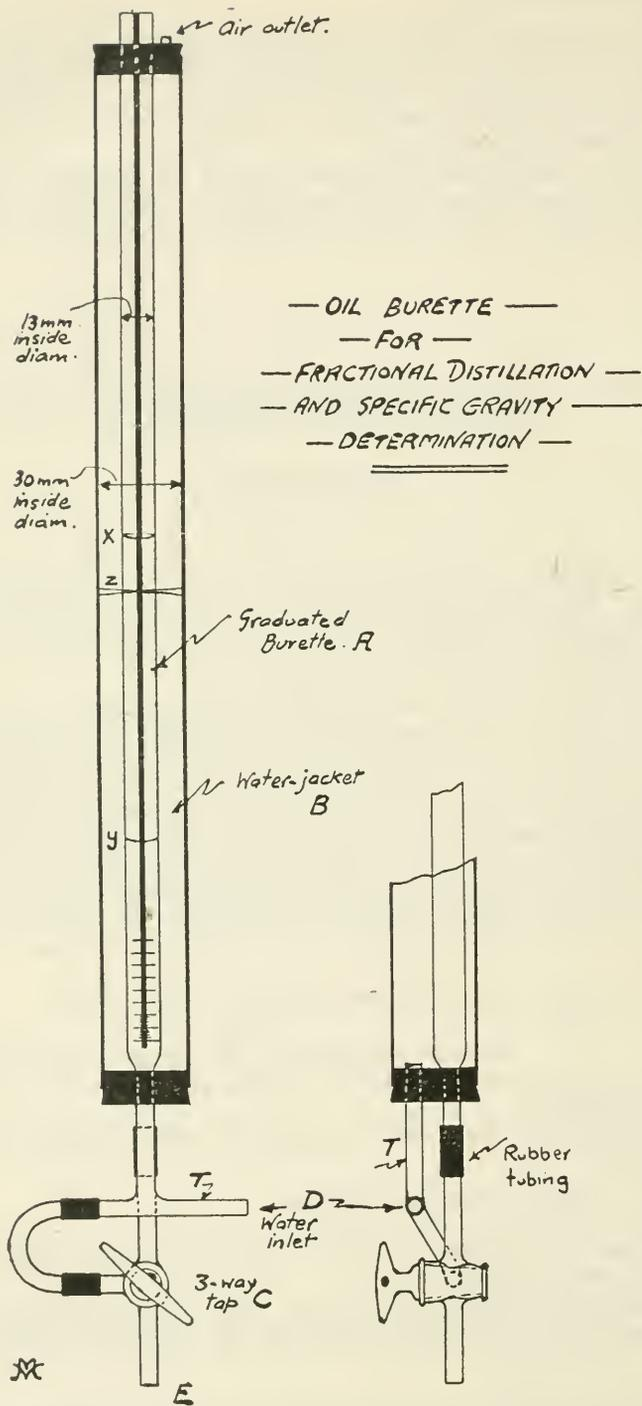 air outlet.
13mm
inside
diam.
— OIL BURETTE —
— FOR —
— FRACTIONAL DISTILLATION —
— AND SPECIFIC GRAVITY —
— DETERMINATION —
30mm
inside
diam.
X
Z
Graduated
Burette. A
Water-jacket
B
y
T
Rubber
tubing
T
D
Water
inlet
3-way
tap C
E